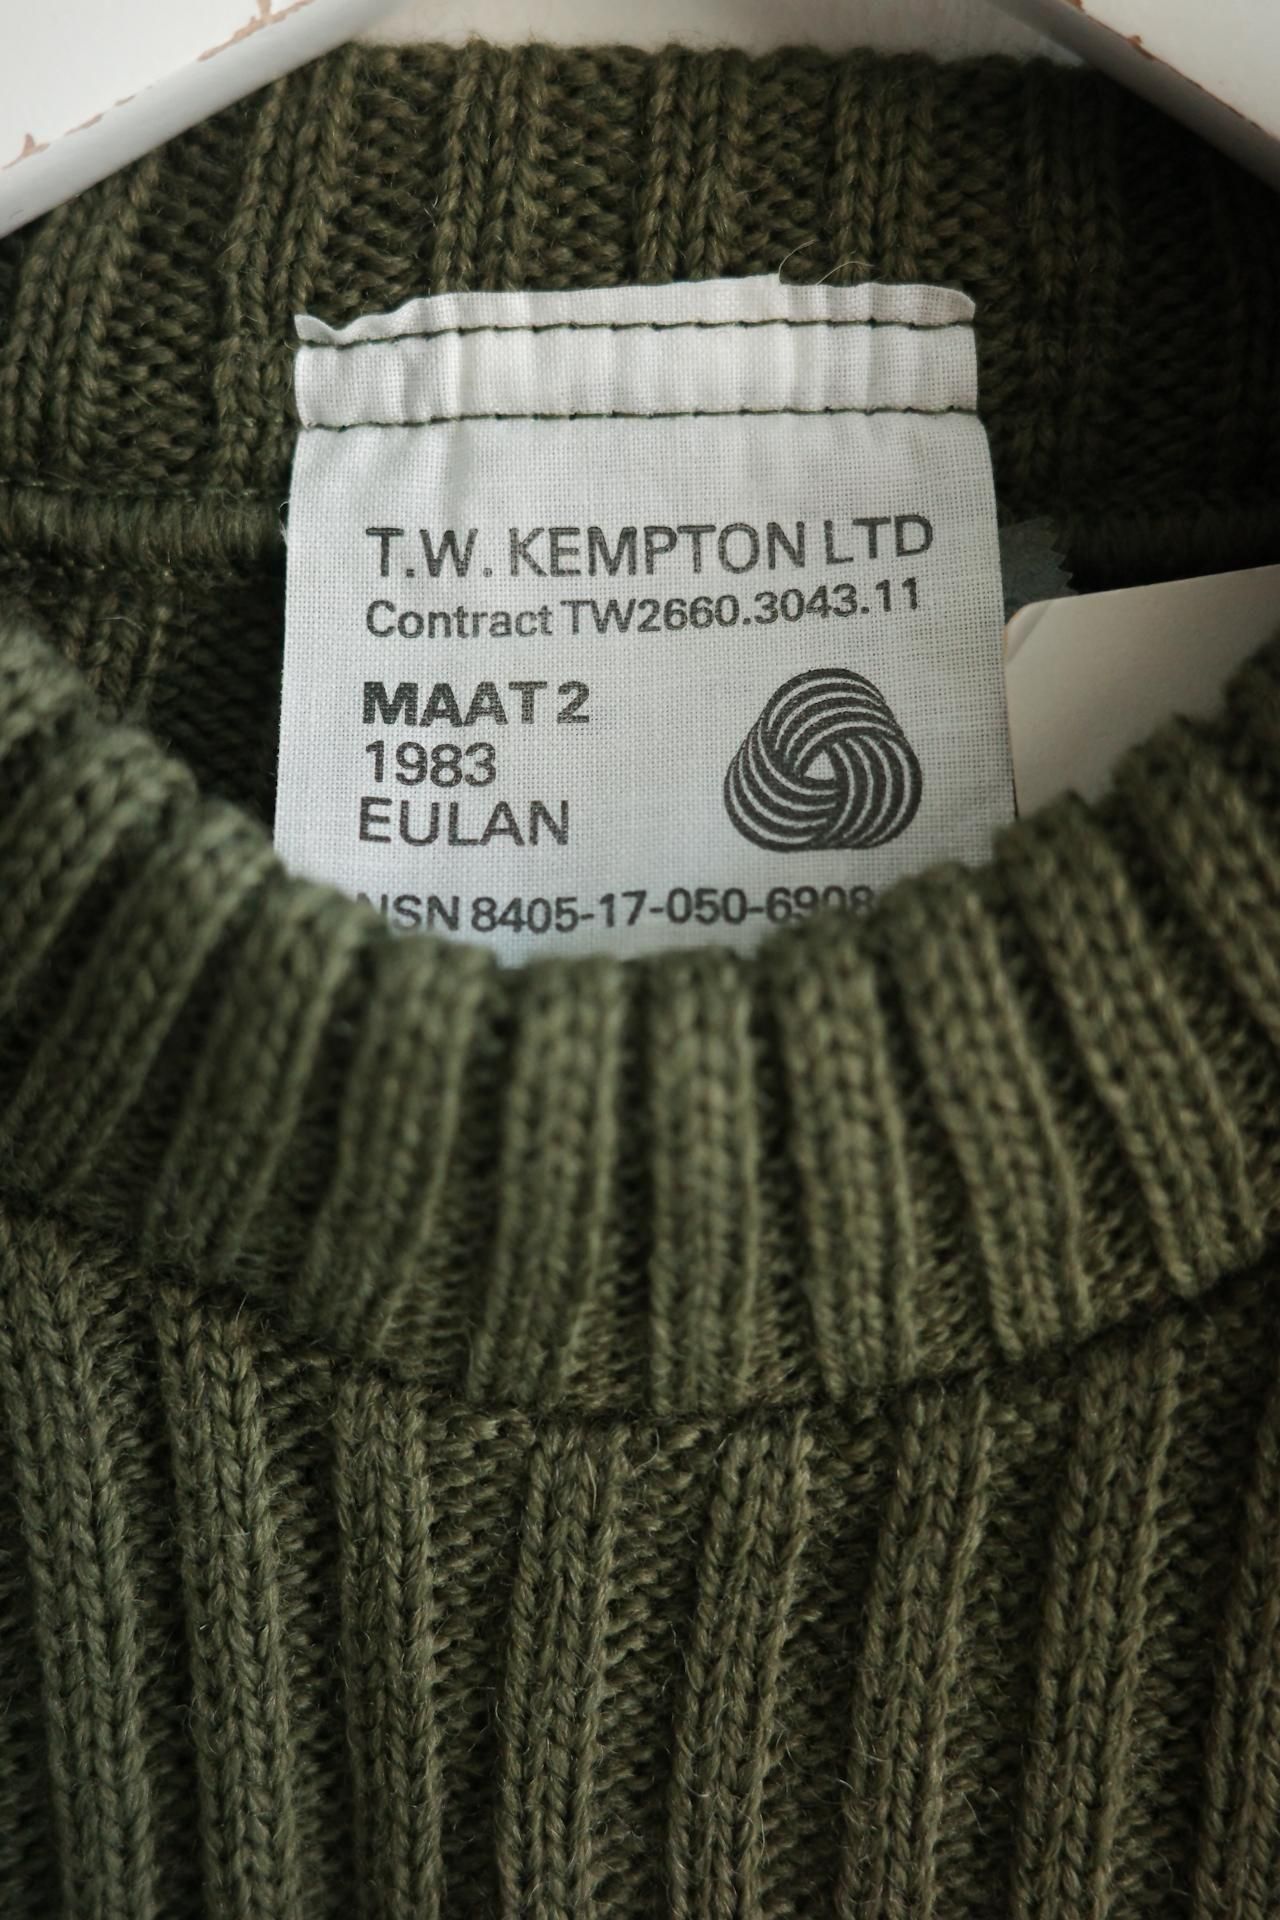 T.W. KEMPTON LTD
Contract TW2660.3043.11
MAAT 2
1983
EULAN
NSN 8405-17-050-6908